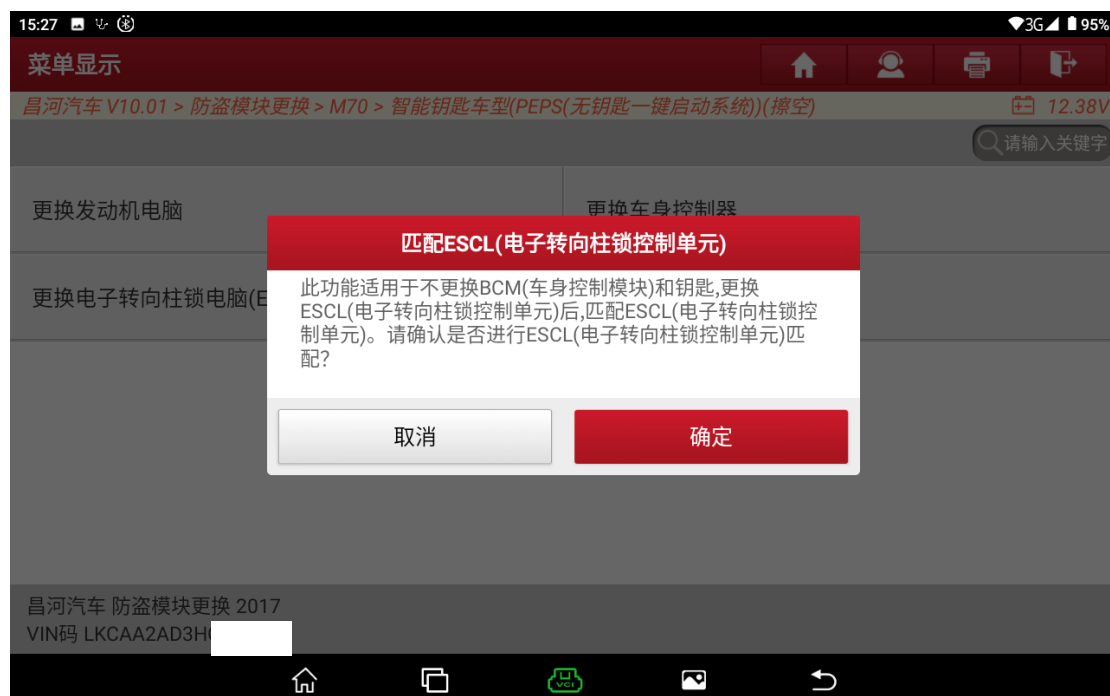 15:27
3G 95%
菜单显示
昌河汽车 V10.01 > 防盗模块更换 > M70 > 智能钥匙车型(PEPS(无钥匙一键启动系统))(擦空)
12.38V
请输入关键字
更换发动机电脑
更换车身控制器
更换电子转向柱锁电脑(E
匹配ESCL(电子转向柱锁控制单元)
此功能适用于不更换BCM(车身控制模块)和钥匙,更换
ESCL(电子转向柱锁控制单元)后,匹配ESCL(电子转向柱锁控
制单元)。请确认是否进行ESCL(电子转向柱锁控制单元)匹
配?
取消
确定
昌河汽车 防盗模块更换 2017
VIN码 LKCAA2AD3H
VCI